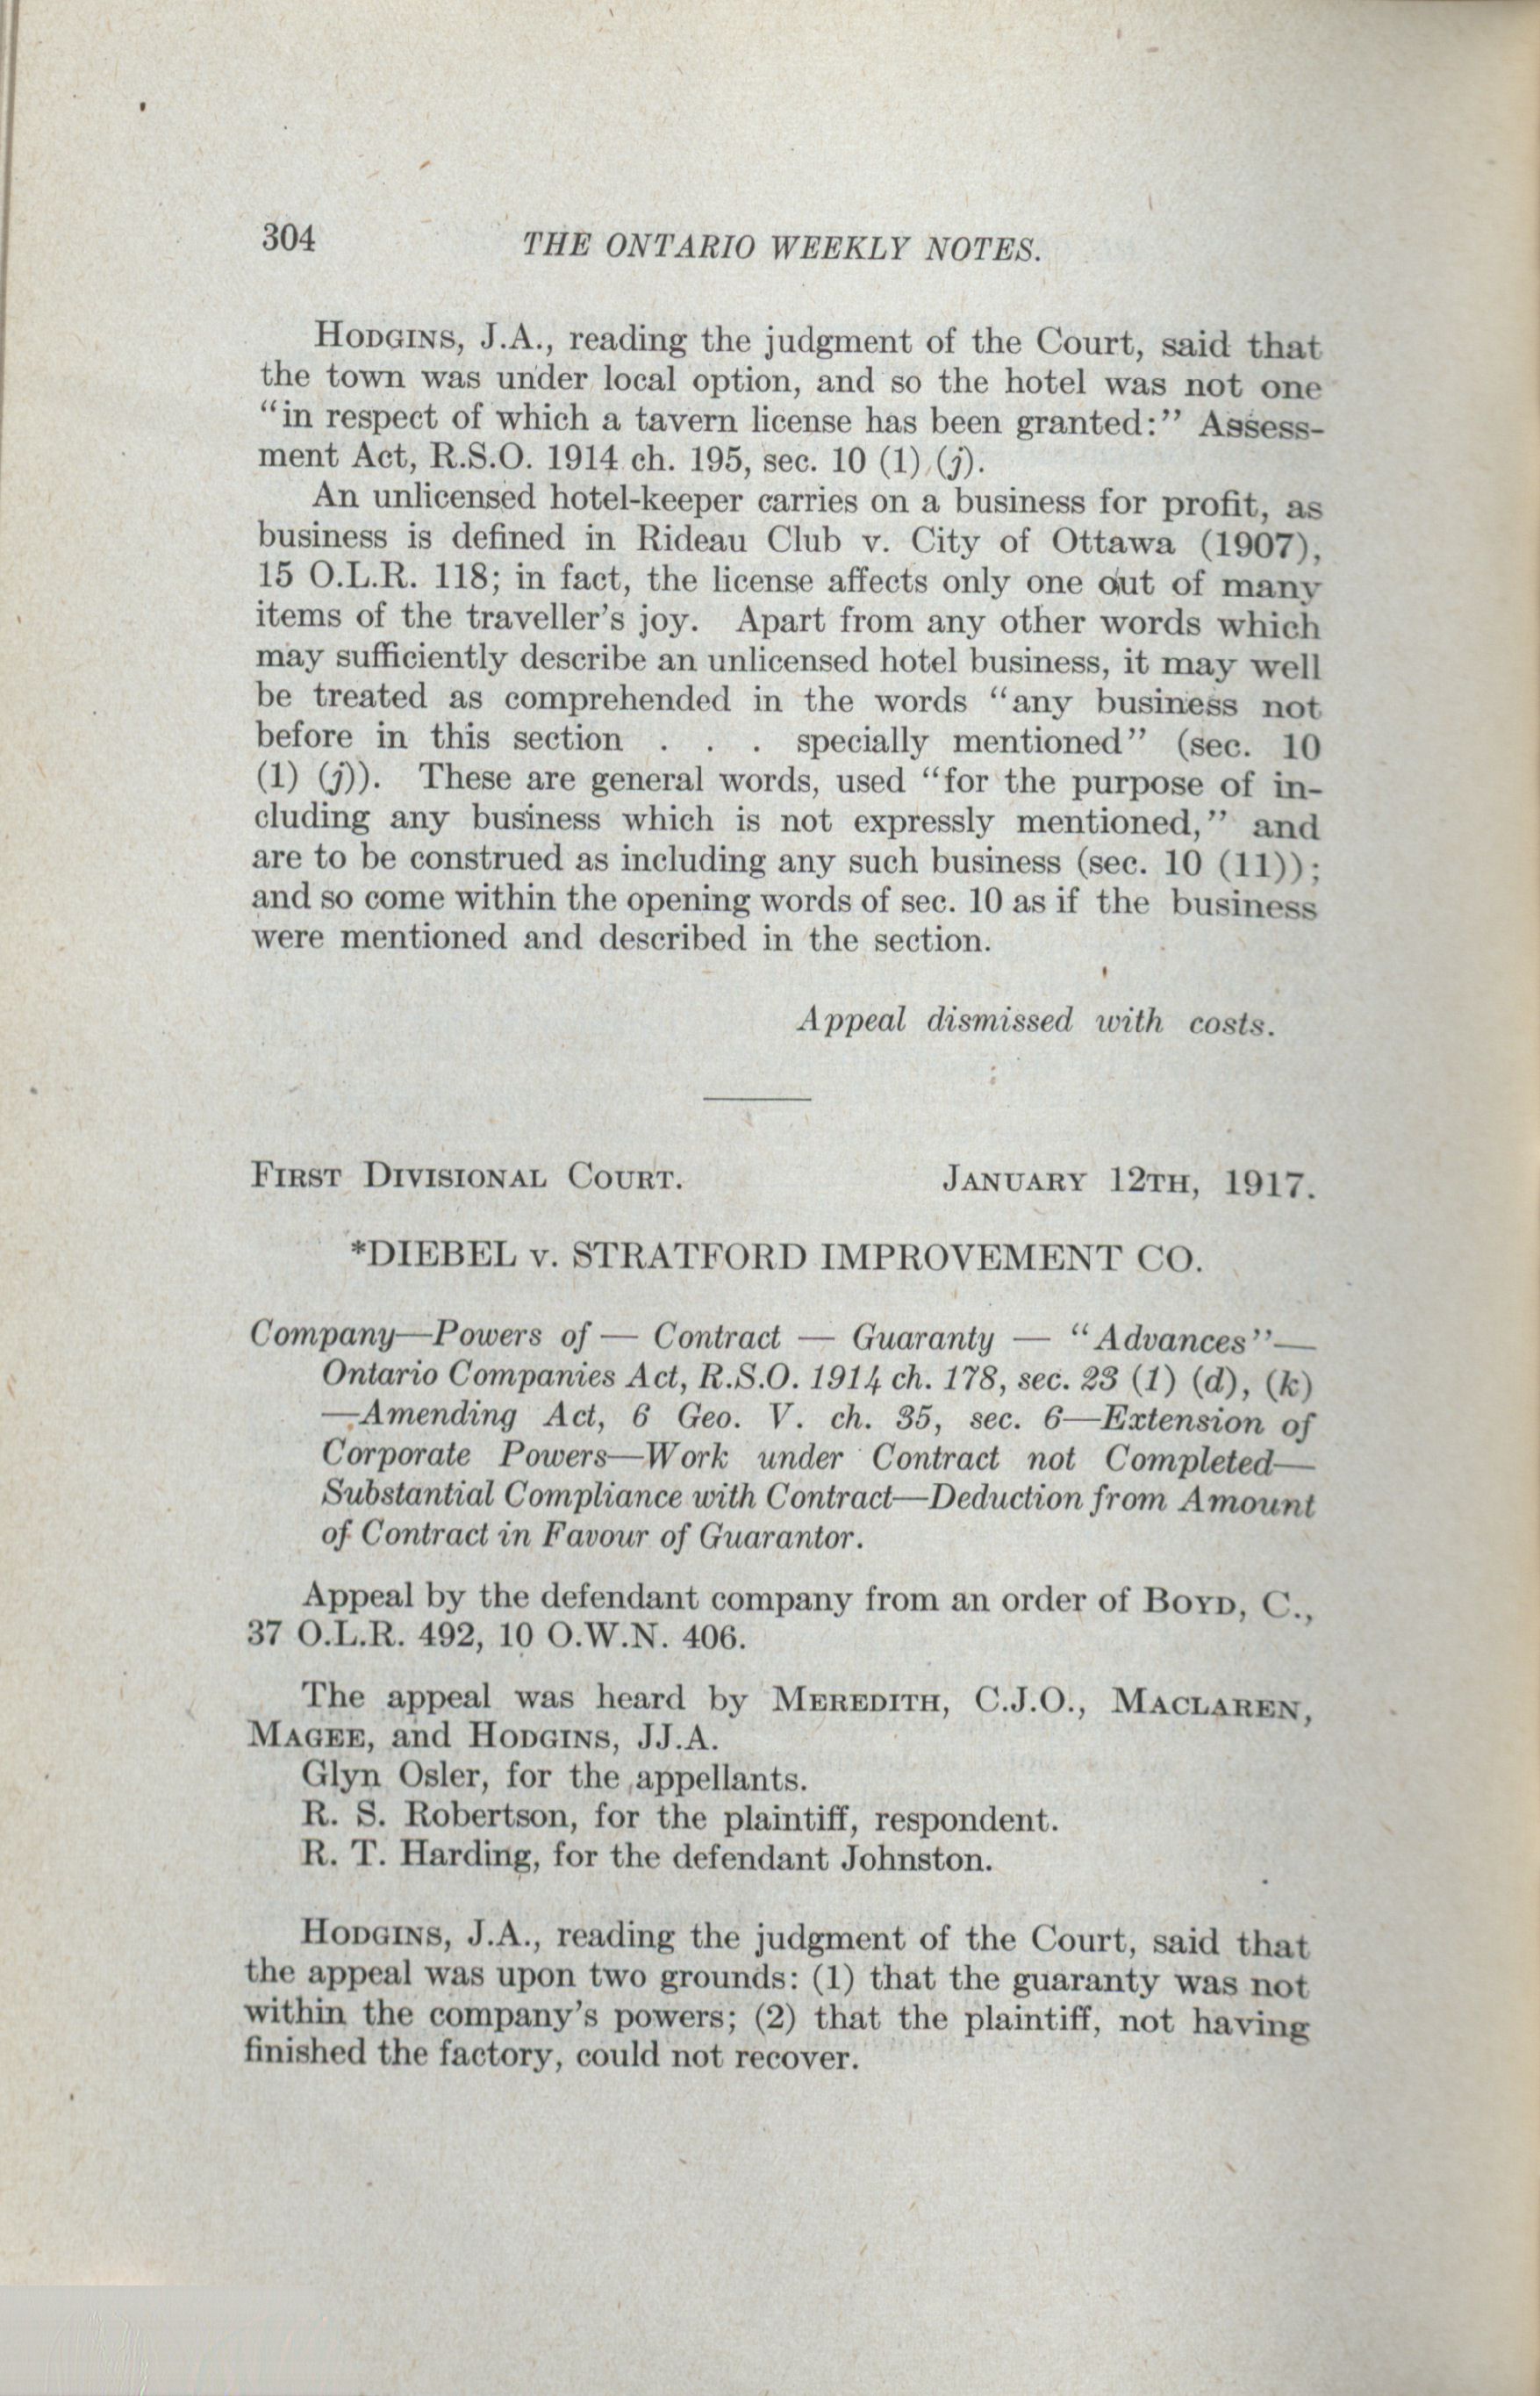 304 THE ONTARIO WEEKLY NOTES.
HODGINS, J.A., reading the judgment of the Court, said that
the town was under local option, and so the hotel was not one
“in respect of which a tavern license has been granted:” Assess-
ment Act, R.S.O. 1914 ch. 195, sec. 10 (1) (j).
An unlicensed hotel-keeper carries on a business for profit, as
business is defined in Rideau Club v. City of Ottawa (1907),
15 O.L.R. 118; in fact, the license affects only one out of many
items of the traveller’s joy. Apart from any other words which
may sufficiently describe an unlicensed hotel business, it may well
be treated as comprehended in the words “any business not
before in this section . . . specially mentioned” (sec. 10
(1) (j)). These are general words, used “for the purpose of in-
cluding any business which is not expressly mentioned,” and
are to be construed as including any such business (sec. 10 (11));
and so come within the opening words of sec. 10 as if the business
were mentioned and described in the section.
Appeal dismissed with costs.
FIRST DIVISIONAL COURT. JANUARY 12TH, 1917.
*DIEBEL v. STRATFORD IMPROVEMENT CO.
Company—Powers of — Contract — Guaranty — “Advances”—
Ontario Companies Act, R.S.O. 1914 ch. 178, sec. 23 (1) (d), (k)
—Amending Act, 6 Geo. V. ch. 35, sec. 6—Extension of
Corporate Powers—Work under Contract not Completed—
Substantial Compliance with Contract—Deduction from Amount
of Contract in Favour of Guarantor.
Appeal by the defendant company from an order of BOYD, C.,
37 O.L.R. 492, 10 O.W.N. 406.
The appeal was heard by MEREDITH, C.J.O., MACLAREN,
MAGEE, and HODGINS, JJ.A.
Glyn Osler, for the appellants.
R. S. Robertson, for the plaintiff, respondent.
R. T. Harding, for the defendant Johnston.
HODGINS, J.A., reading the judgment of the Court, said that
the appeal was upon two grounds: (1) that the guaranty was not
within the company’s powers; (2) that the plaintiff, not having
finished the factory, could not recover.